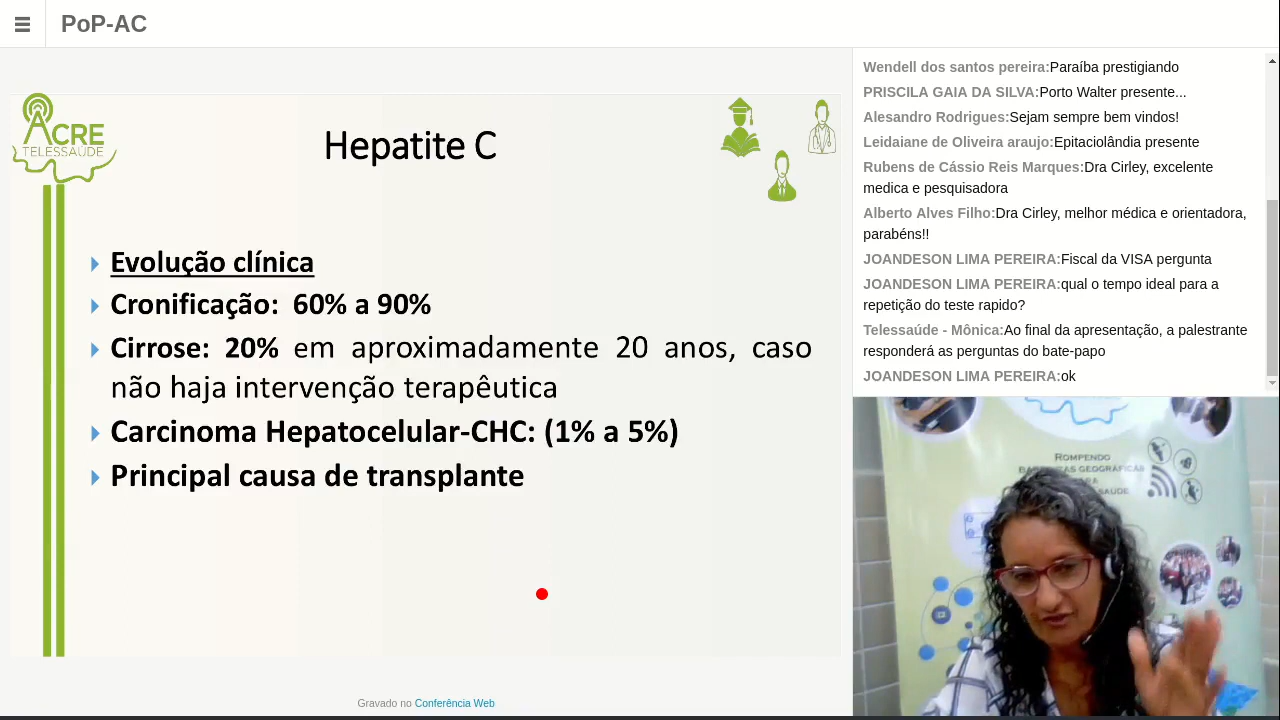 PoP-AC
ACRE
TELESSAÚDE
Hepatite C
Evolução clínica
Cronificação: 60% a 90%
Cirrose: 20% em aproximadamente 20 anos, caso
não haja intervenção terapêutica
Carcinoma Hepatocelular-CHC: (1% a 5%)
Principal causa de transplante
Gravado no Conferência Web
Wendell dos santos pereira:Paraíba prestigiando
PRISCILA GAIA DA SILVA:Porto Walter presente...
Alesandro Rodrigues:Sejam sempre bem vindos!
Leidaiane de Oliveira araujo:Epitaciolândia presente
Rubens de Cássio Reis Marques:Dra Cirley, excelente
medica e pesquisadora
Alberto Alves Filho:Dra Cirley, melhor médica e orientadora,
parabéns!!
JOANDESON LIMA PEREIRA:Fiscal da VISA pergunta
JOANDESON LIMA PEREIRA:qual o tempo ideal para a
repetição do teste rapido?
Telessaúde - Mônica:Ao final da apresentação, a palestrante
responderá as perguntas do bate-papo
JOANDESON LIMA PEREIRA:ok
ROMPENDO
GEOGRÁFICAS